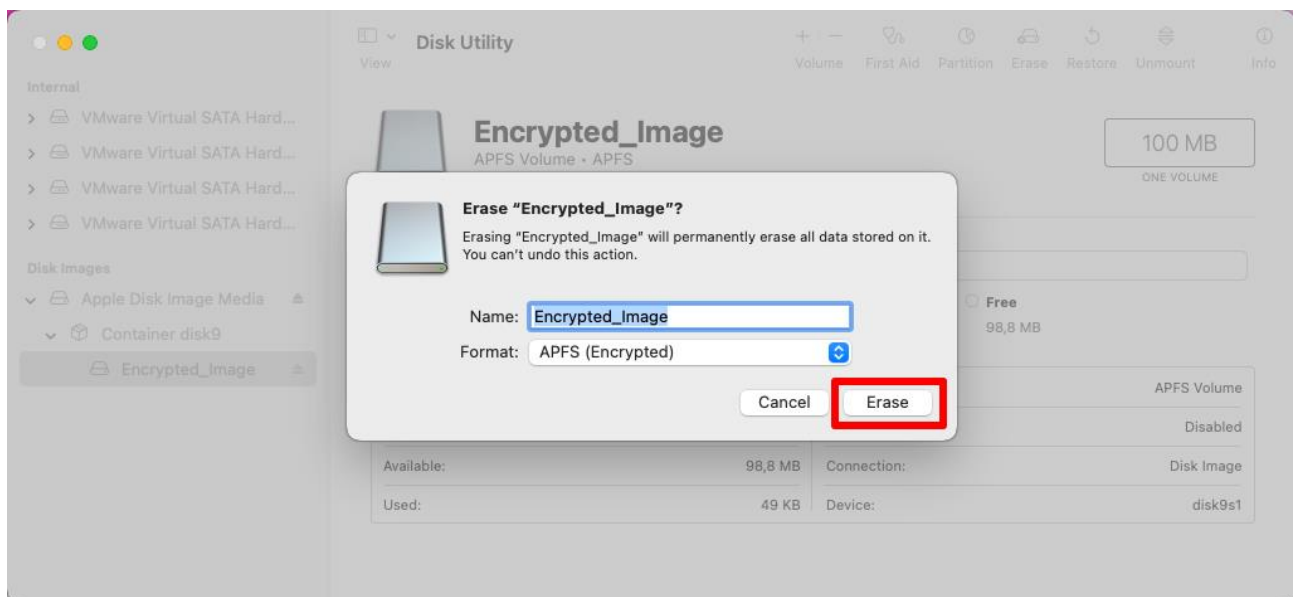 Disk Utility
View
Volume First Aid Partition Erase Restore Unmount Info
Internal
VMware Virtual SATA Hard...
VMware Virtual SATA Hard...
VMware Virtual SATA Hard...
VMware Virtual SATA Hard...
Disk Images
Apple Disk Image Media
Container disk9
Encrypted_Image
Encrypted_Image
APFS Volume • APFS
100 MB
ONE VOLUME
Erase “Encrypted_Image”?
Erasing “Encrypted_Image” will permanently erase all data stored on it.
You can’t undo this action.
Name: Encrypted_Image
Format: APFS (Encrypted)
Cancel Erase
Free
98,8 MB
APFS Volume
Disabled
Available: 98,8 MB Connection: Disk Image
Used: 49 KB Device: disk9s1